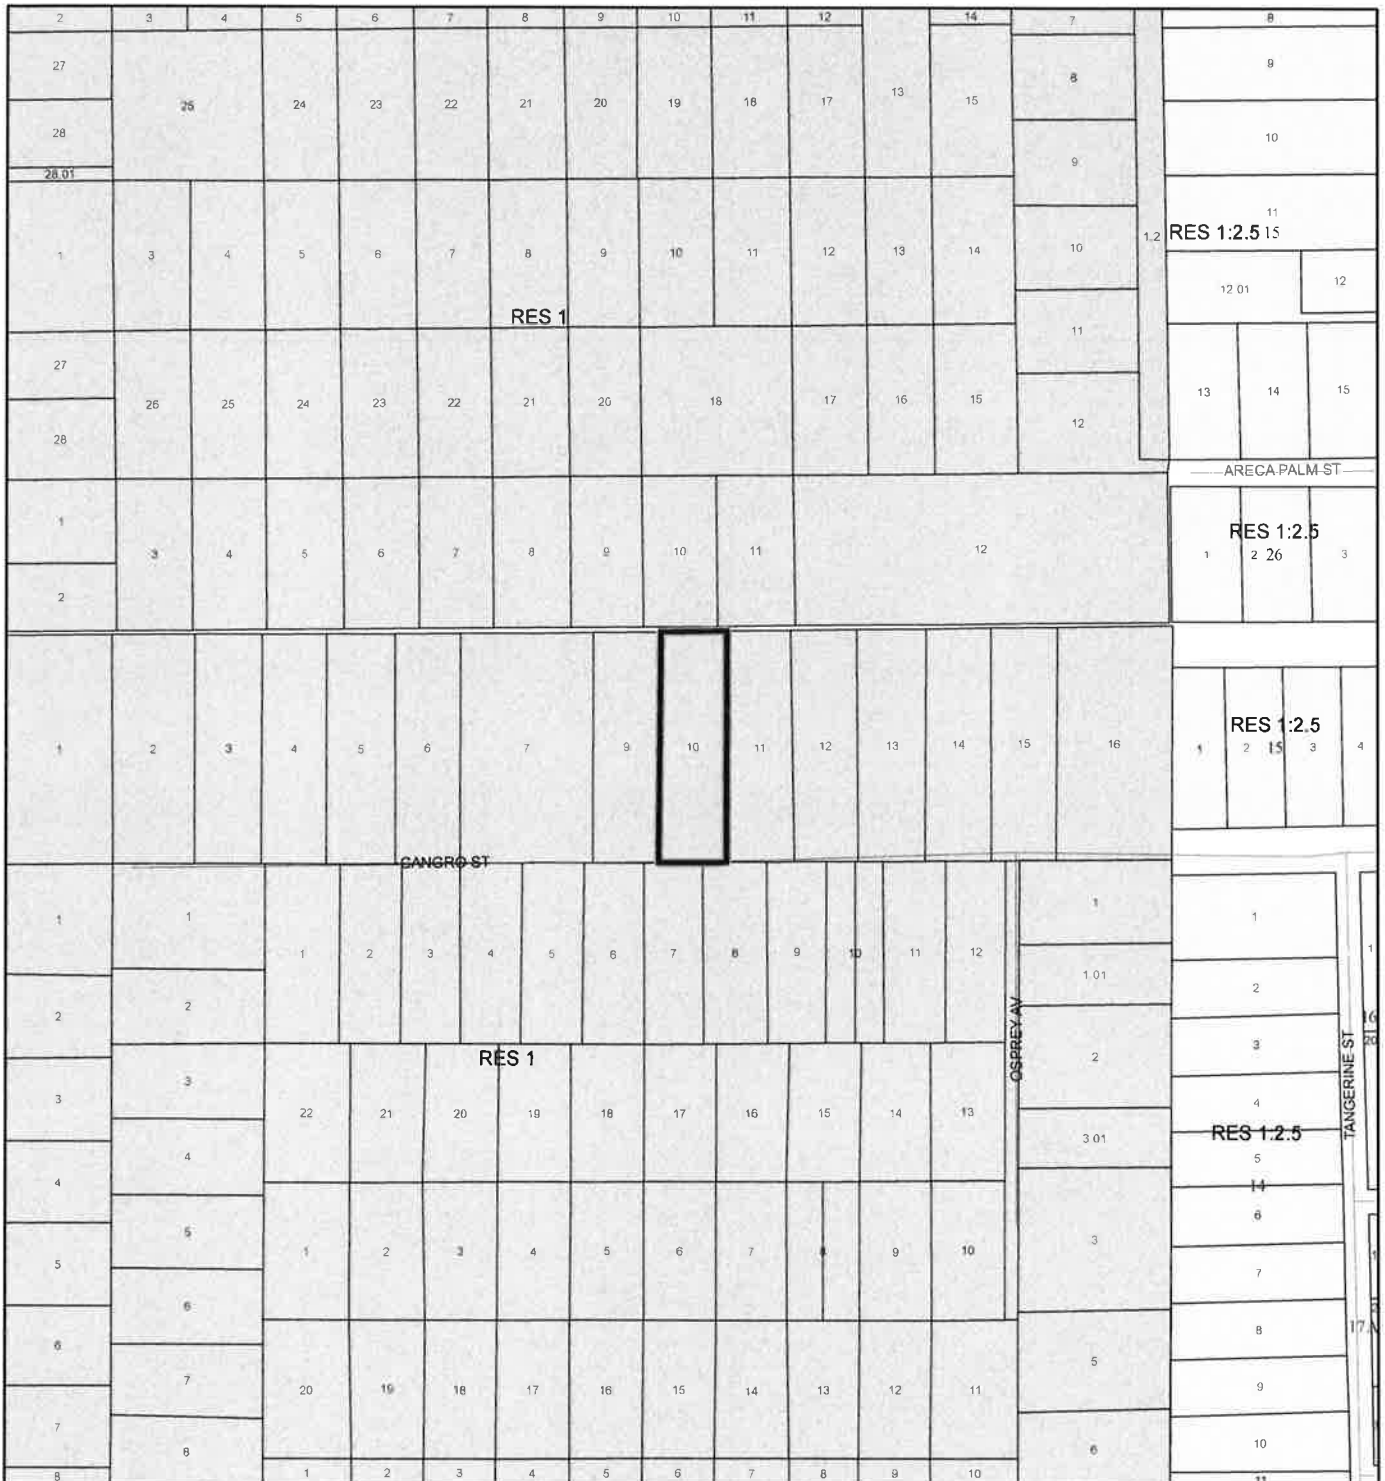 2 3 4 5 6 7 8 9 10 11 12 14 7 8
27 25 24 23 22 21 20 19 18 17 13 15 8 9
28 9 10
28.01
1 3 4 5 6 7 8 9 10 11 12 13 14 10 1.2 11
RES 1:2.5 15
12.01 12
RES 1
27 11
26 25 24 23 22 21 20 18 17 16 15 12 13 14 15
28
ARECA PALM ST
1
RES 1:2.5
3 4 5 6 7 8 9 10 11 12 1 2 26 3
2
RES 1:2.5
1 2 3 4 5 6 7 9 10 11 12 13 14 15 16 1 2 15 3 4
CANGRO ST
1 1 1 1 1
1 2 3 4 5 6 7 8 9 10 11 12 1.01
2 2 2 16
OSPREY AV
TANGERINE ST
20
RES 1
3 3 2 3
22 21 20 19 18 17 16 15 14 13 4
4 4 3.01
RES 1:2.5
5
14
5 5 6
1 2 3 4 5 6 7 8 9 10 3 7
6 6 8 17
7 5 9
20 19 18 17 16 15 14 13 12 11
7 8 6 10
8 1 2 3 4 5 6 7 8 9 10 11